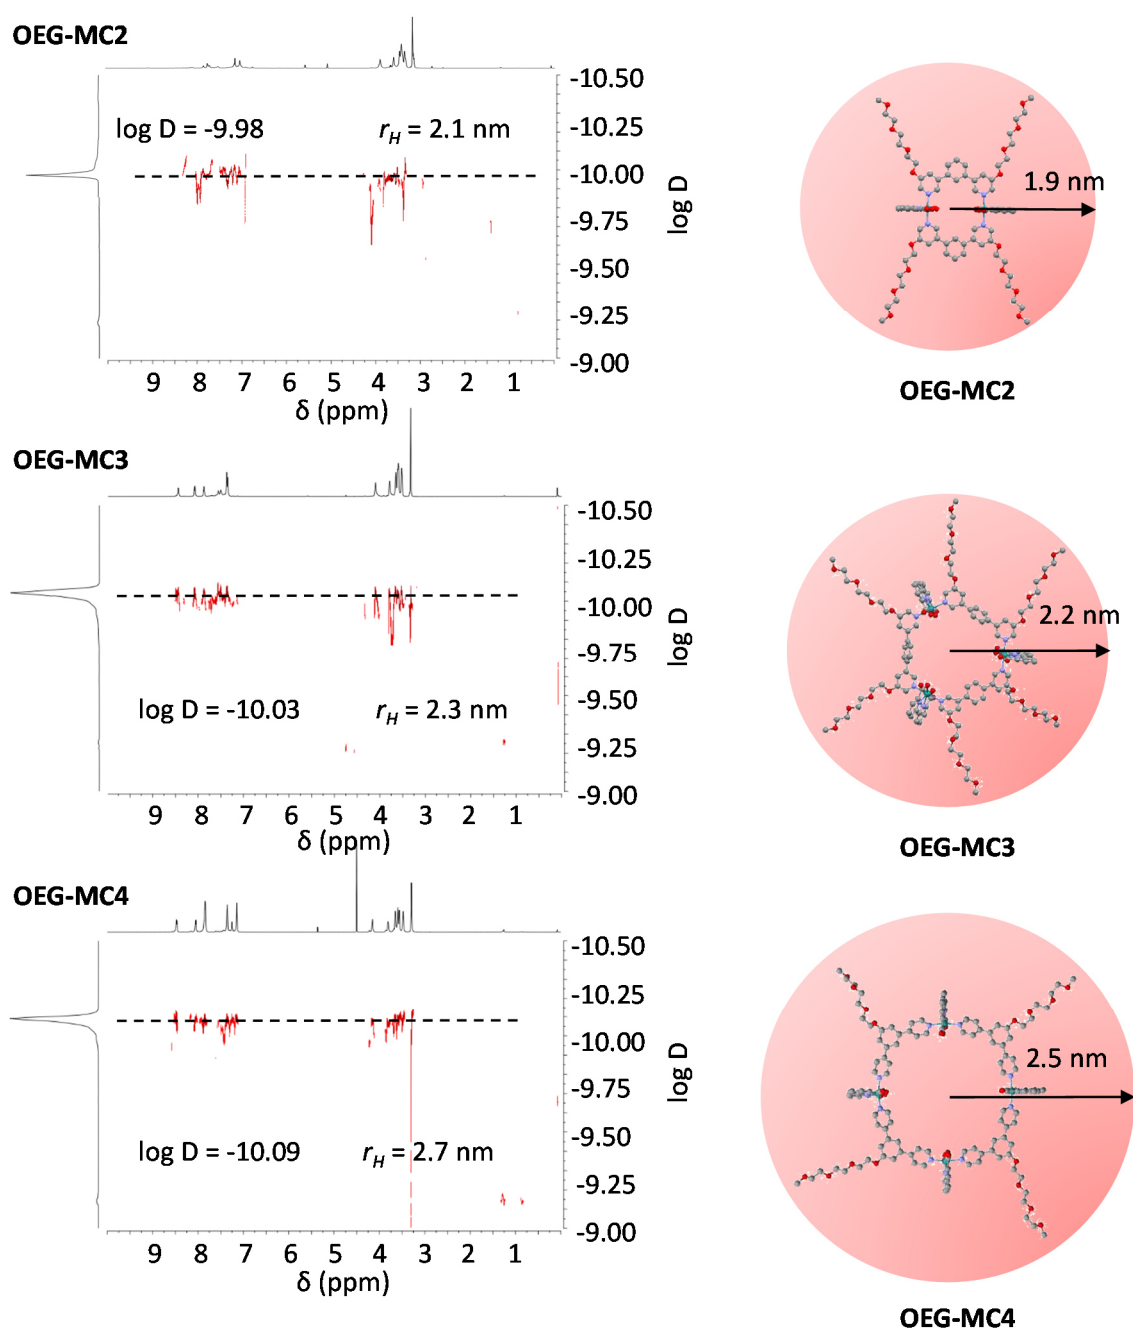 OEG-MC2
log D = -9.98
r_H = 2.1 nm
-10.50
-10.25
-10.00
-9.75
-9.50
-9.25
-9.00
log D
9 8 7 6 5 4 3 2 1
δ (ppm)
1.9 nm
OEG-MC2
OEG-MC3
log D = -10.03
r_H = 2.3 nm
-10.50
-10.25
-10.00
-9.75
-9.50
-9.25
-9.00
log D
9 8 7 6 5 4 3 2 1
δ (ppm)
2.2 nm
OEG-MC3
OEG-MC4
log D = -10.09
r_H = 2.7 nm
-10.50
-10.25
-10.00
-9.75
-9.50
-9.25
-9.00
log D
9 8 7 6 5 4 3 2 1
δ (ppm)
2.5 nm
OEG-MC4